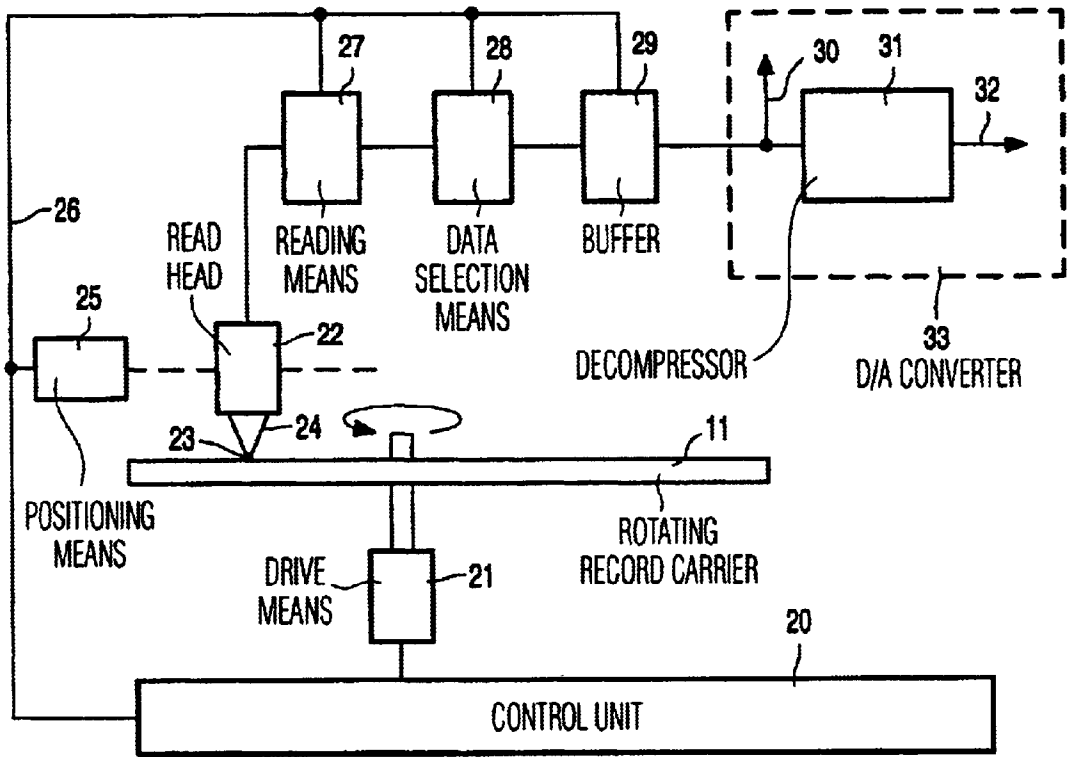 27
28
29
30
31
32
26
READ
HEAD
READING
MEANS
DATA
SELECTION
MEANS
BUFFER
25
22
DECOMPRESSOR
33
D/A CONVERTER
23
24
11
POSITIONING
MEANS
ROTATING
RECORD CARRIER
DRIVE
MEANS
21
20
CONTROL UNIT